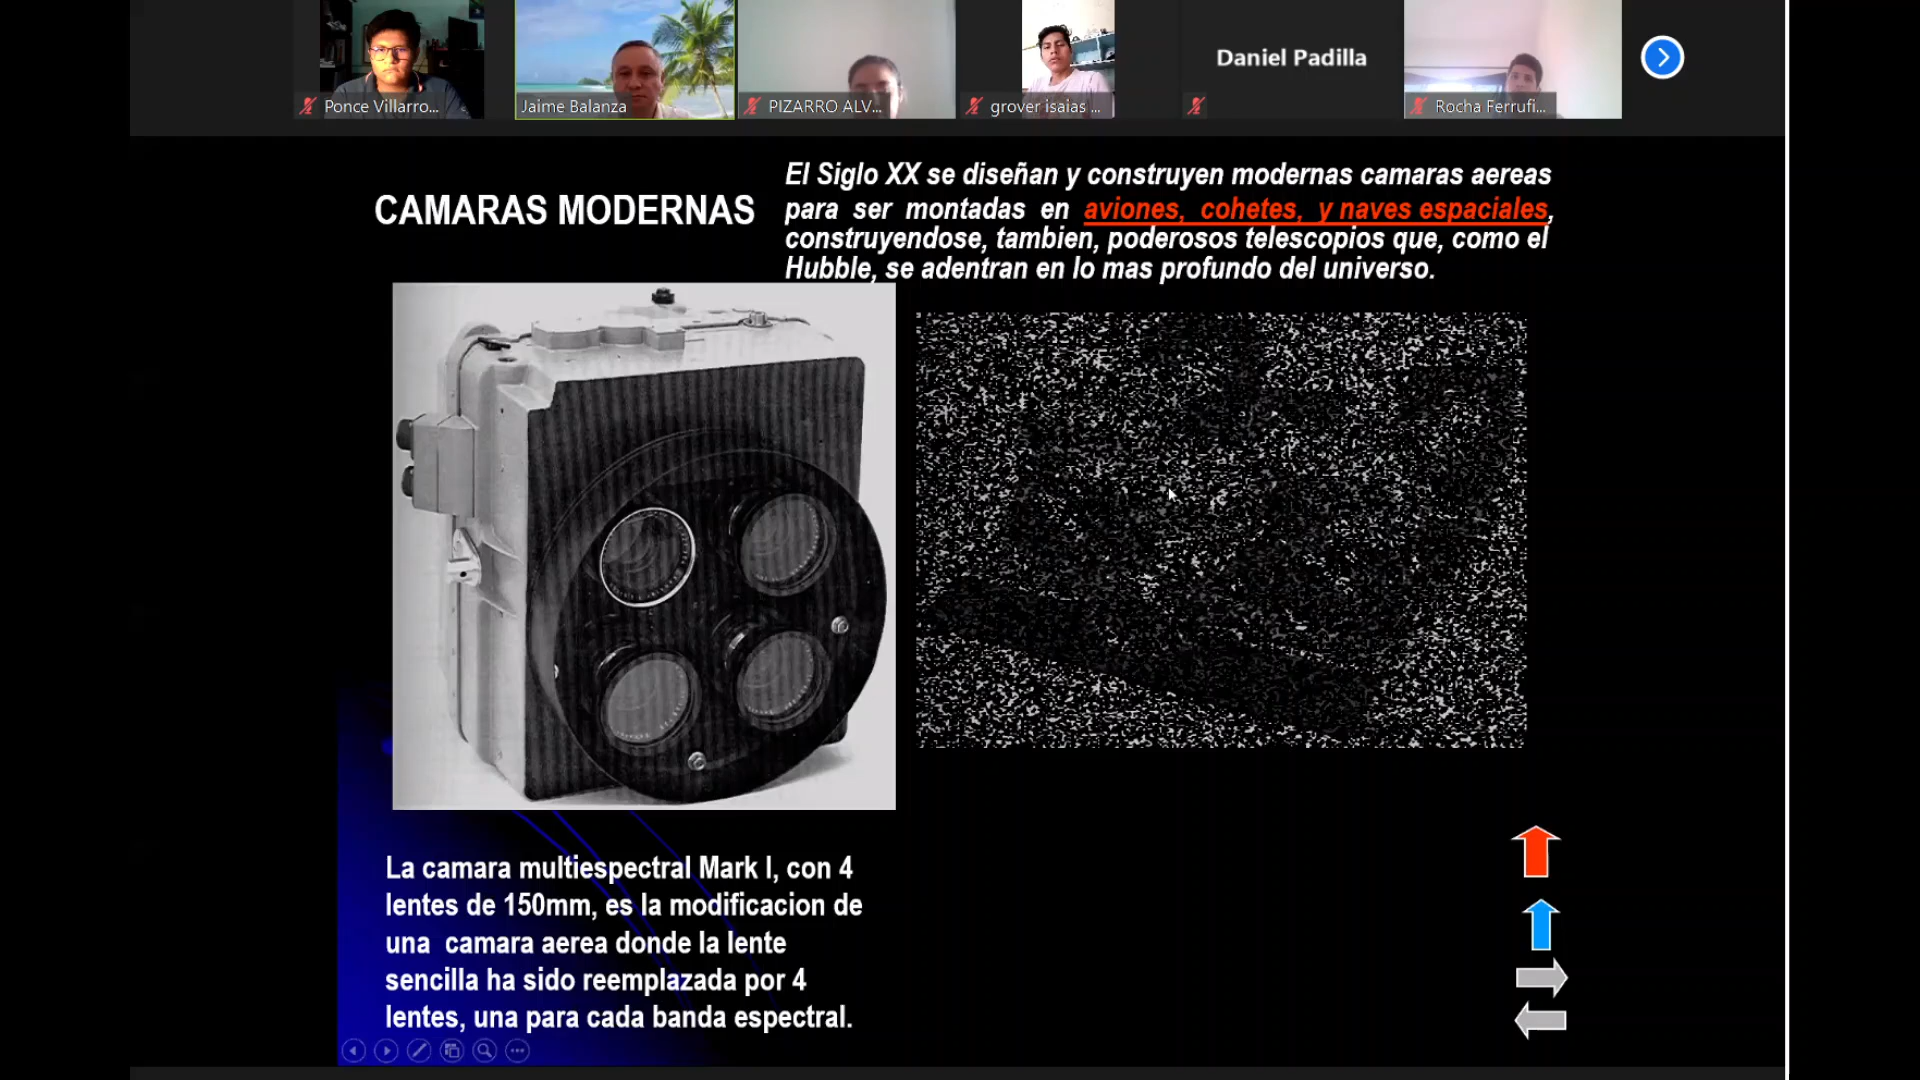 Ponce Villarro...
Jaime Balanza
PIZARRO ALV...
grover isaias ...
Daniel Padilla
Rocha Ferrufi...
CAMARAS MODERNAS
El Siglo XX se diseñan y construyen modernas camaras aereas
para ser montadas en aviones, cohetes, y naves espaciales,
construyendose, tambien, poderosos telescopios que, como el
Hubble, se adentran en lo mas profundo del universo.
La camara multiespectral Mark I, con 4
lentes de 150mm, es la modificacion de
una camara aerea donde la lente
sencilla ha sido reemplazada por 4
lentes, una para cada banda espectral.